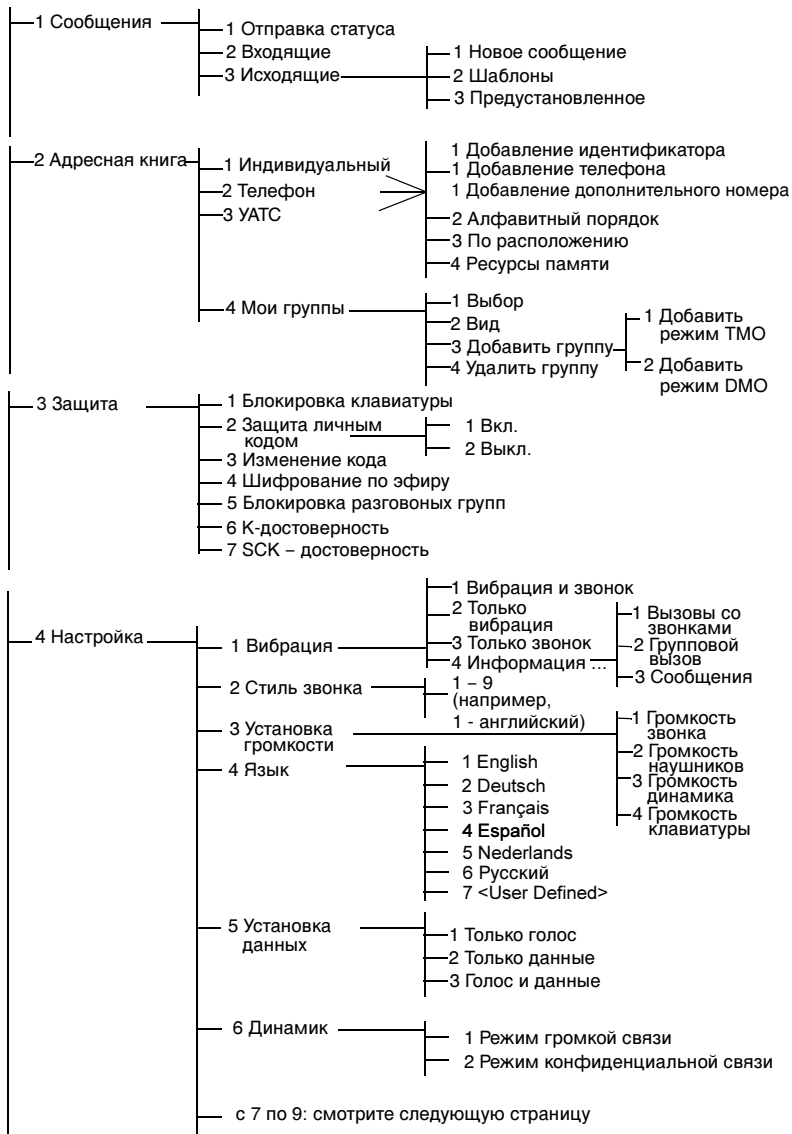 1 Сообщения
1 Отправка статуса
2 Входящие
3 Исходящие
1 Новое сообщение
2 Шаблоны
3 Предустановленное
2 Адресная книга
1 Индивидуальный
2 Телефон
3 УАТС
1 Добавление идентификатора
1 Добавление телефона
1 Добавление дополнительного номера
2 Алфавитный порядок
3 По расположению
4 Ресурсы памяти
4 Мои группы
1 Выбор
2 Вид
3 Добавить группу
4 Удалить группу
1 Добавить
режим TMO
2 Добавить
режим DMO
3 Защита
1 Блокировка клавиатуры
2 Защита личным
кодом
1 Вкл.
2 Выкл.
3 Изменение кода
4 Шифрование по эфиру
5 Блокировка разговоных групп
6 К-достоверность
7 SCK – достоверность
4 Настройка
1 Вибрация
1 Вибрация и звонок
2 Только
вибрация
3 Только звонок
4 Информация ...
1 Вызовы со
звонками
2 Групповой
вызов
3 Сообщения
2 Стиль звонка
1 – 9
(например,
1 - английский)
3 Установка
громкости
1 Громкость
звонка
2 Громкость
наушников
3 Громкость
динамика
4 Громкость
клавиатуры
4 Язык
1 English
2 Deutsch
3 Français
4 Español
5 Nederlands
6 Русский
7 <User Defined>
5 Установка
данных
1 Только голос
2 Только данные
3 Голос и данные
6 Динамик
1 Режим громкой связи
2 Режим конфиденциальной связи
с 7 по 9: смотрите следующую страницу